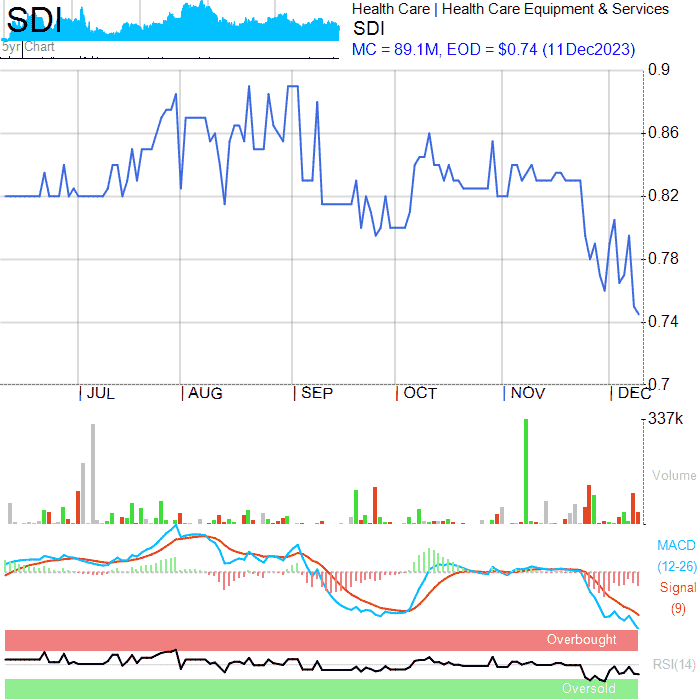 SDI
5yr Chart
Health Care | Health Care Equipment & Services
SDI
MC = 89.1M, EOD = $0.74 (11Dec2023)
0.9
0.86
0.82
0.78
0.74
0.7
JUL AUG SEP OCT NOV DEC
337k
Volume
MACD
(12-26)
Signal
(9)
Overbought
RSI(14)
Oversold